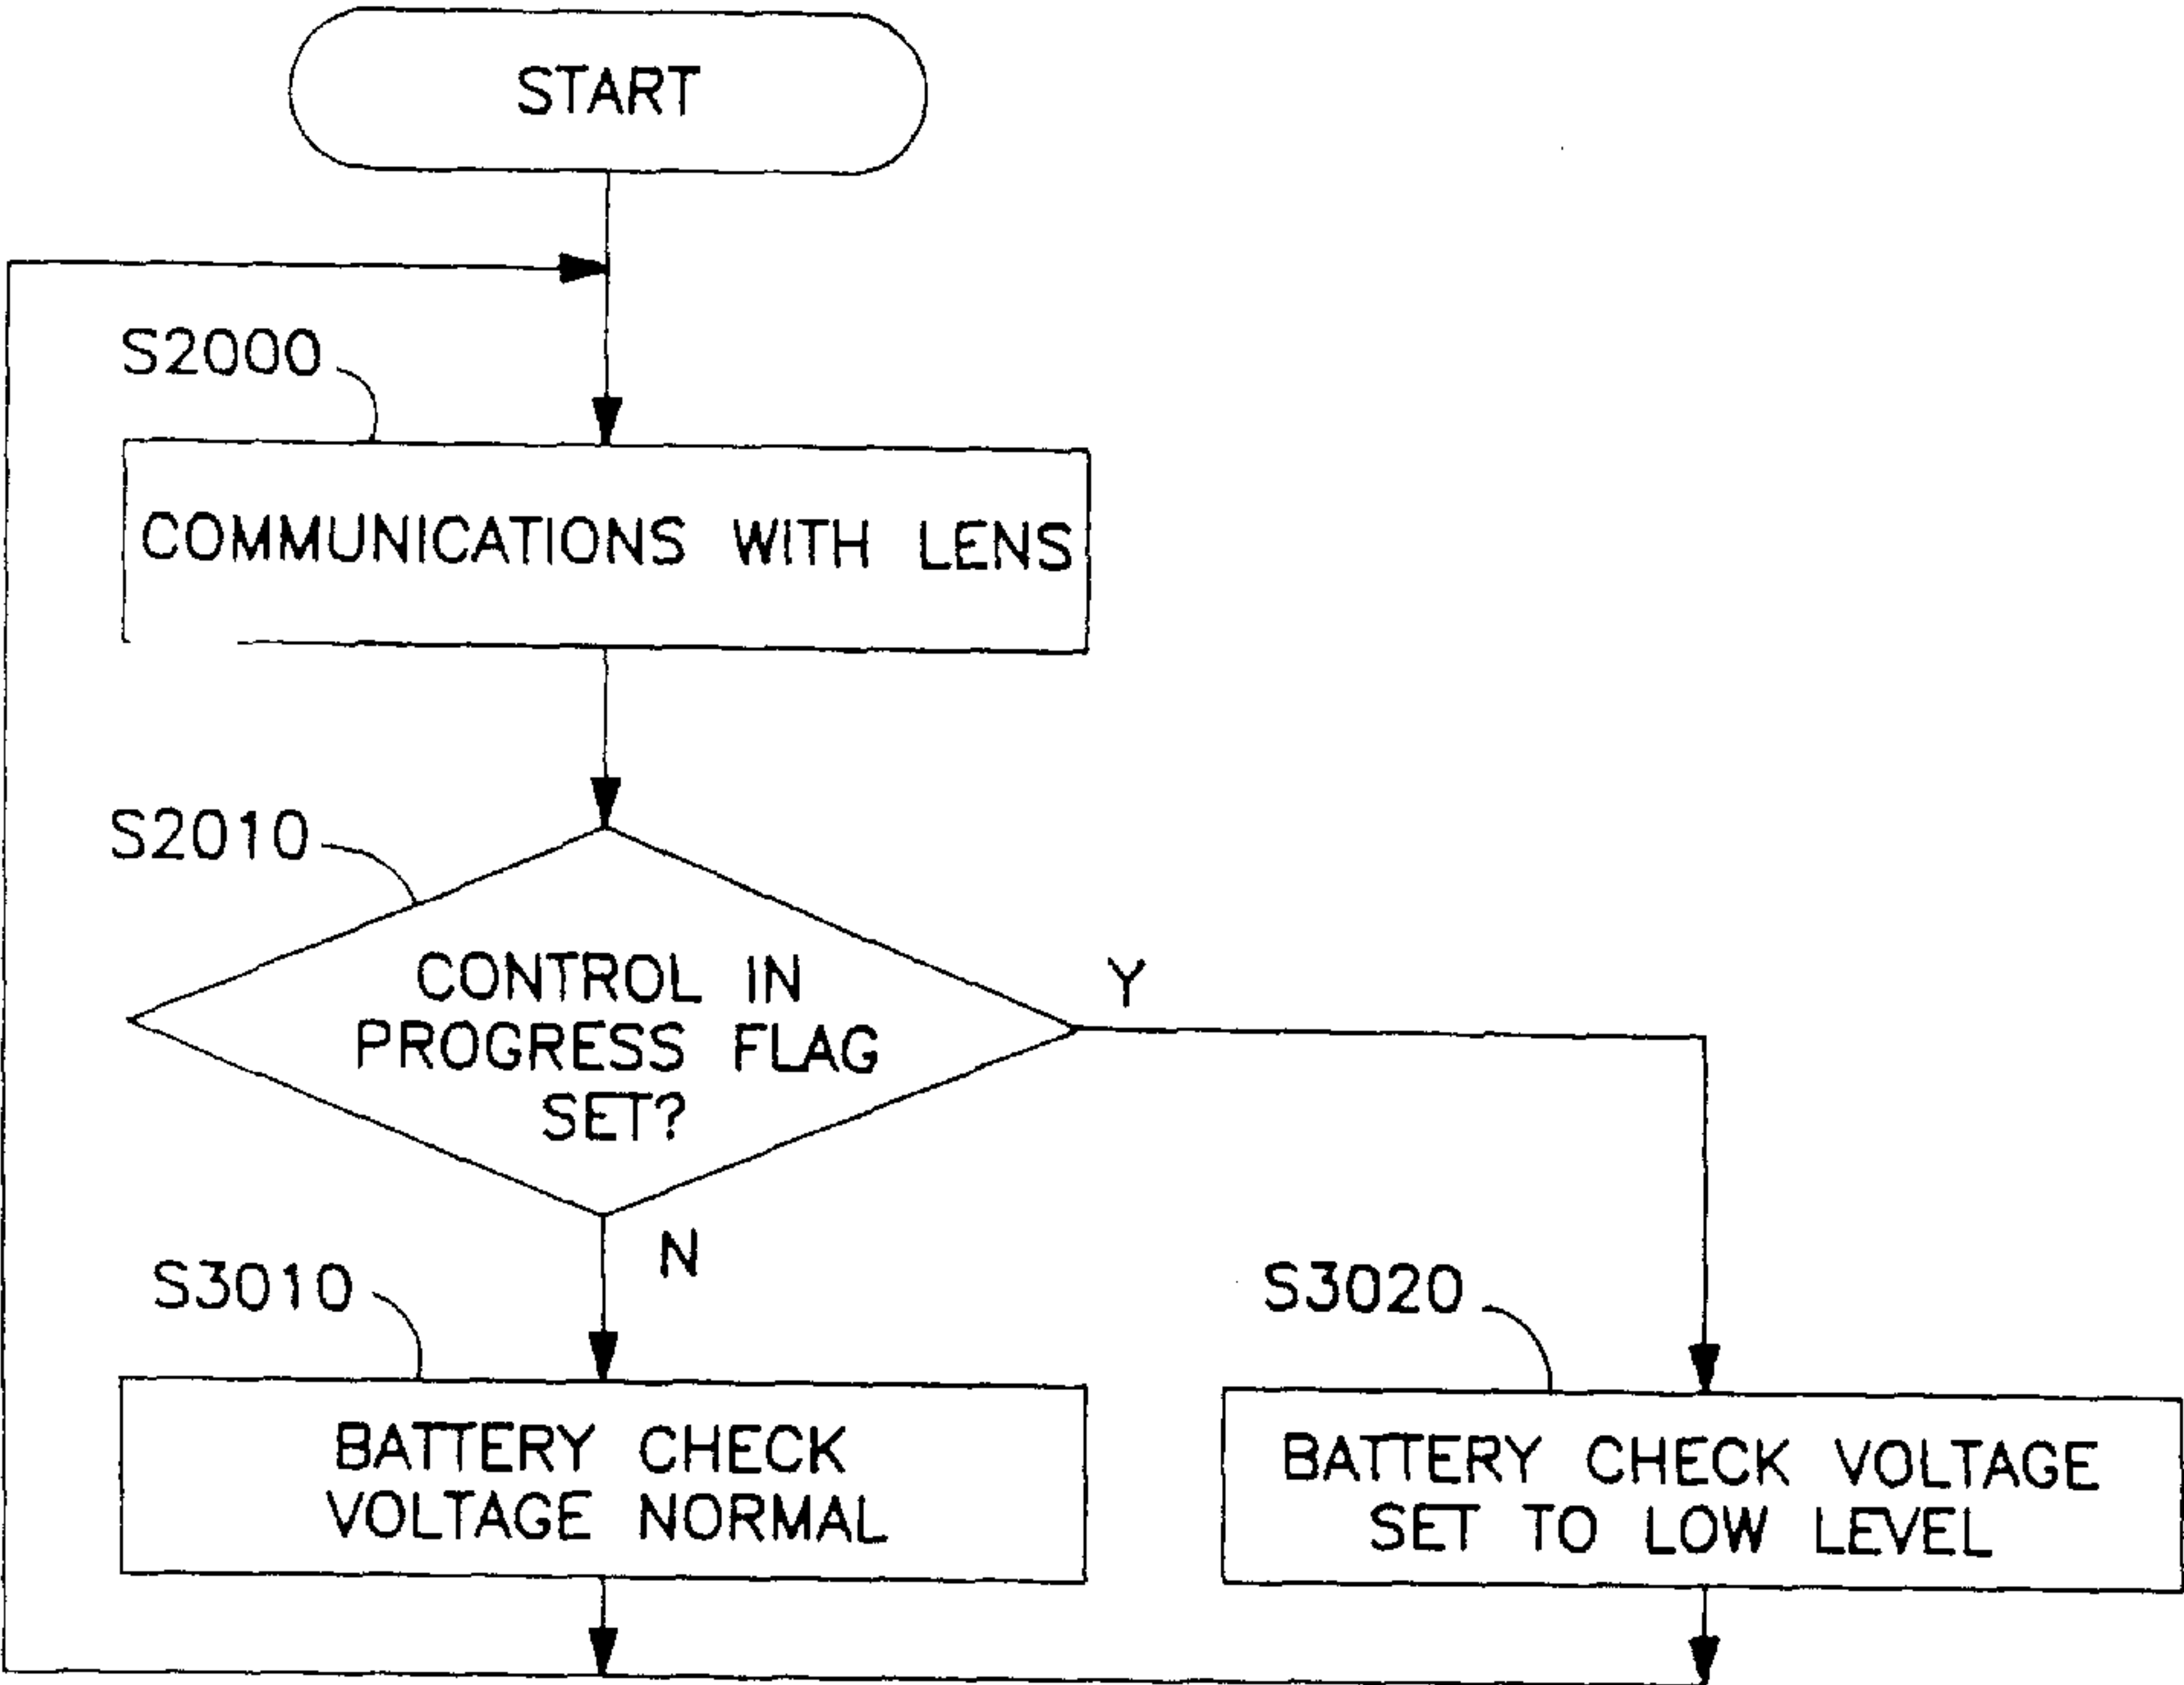 START
S2000
COMMUNICATIONS WITH LENS
S2010
CONTROL IN
PROGRESS FLAG
SET?
Y
N
S3010
BATTERY CHECK
VOLTAGE NORMAL
S3020
BATTERY CHECK VOLTAGE
SET TO LOW LEVEL